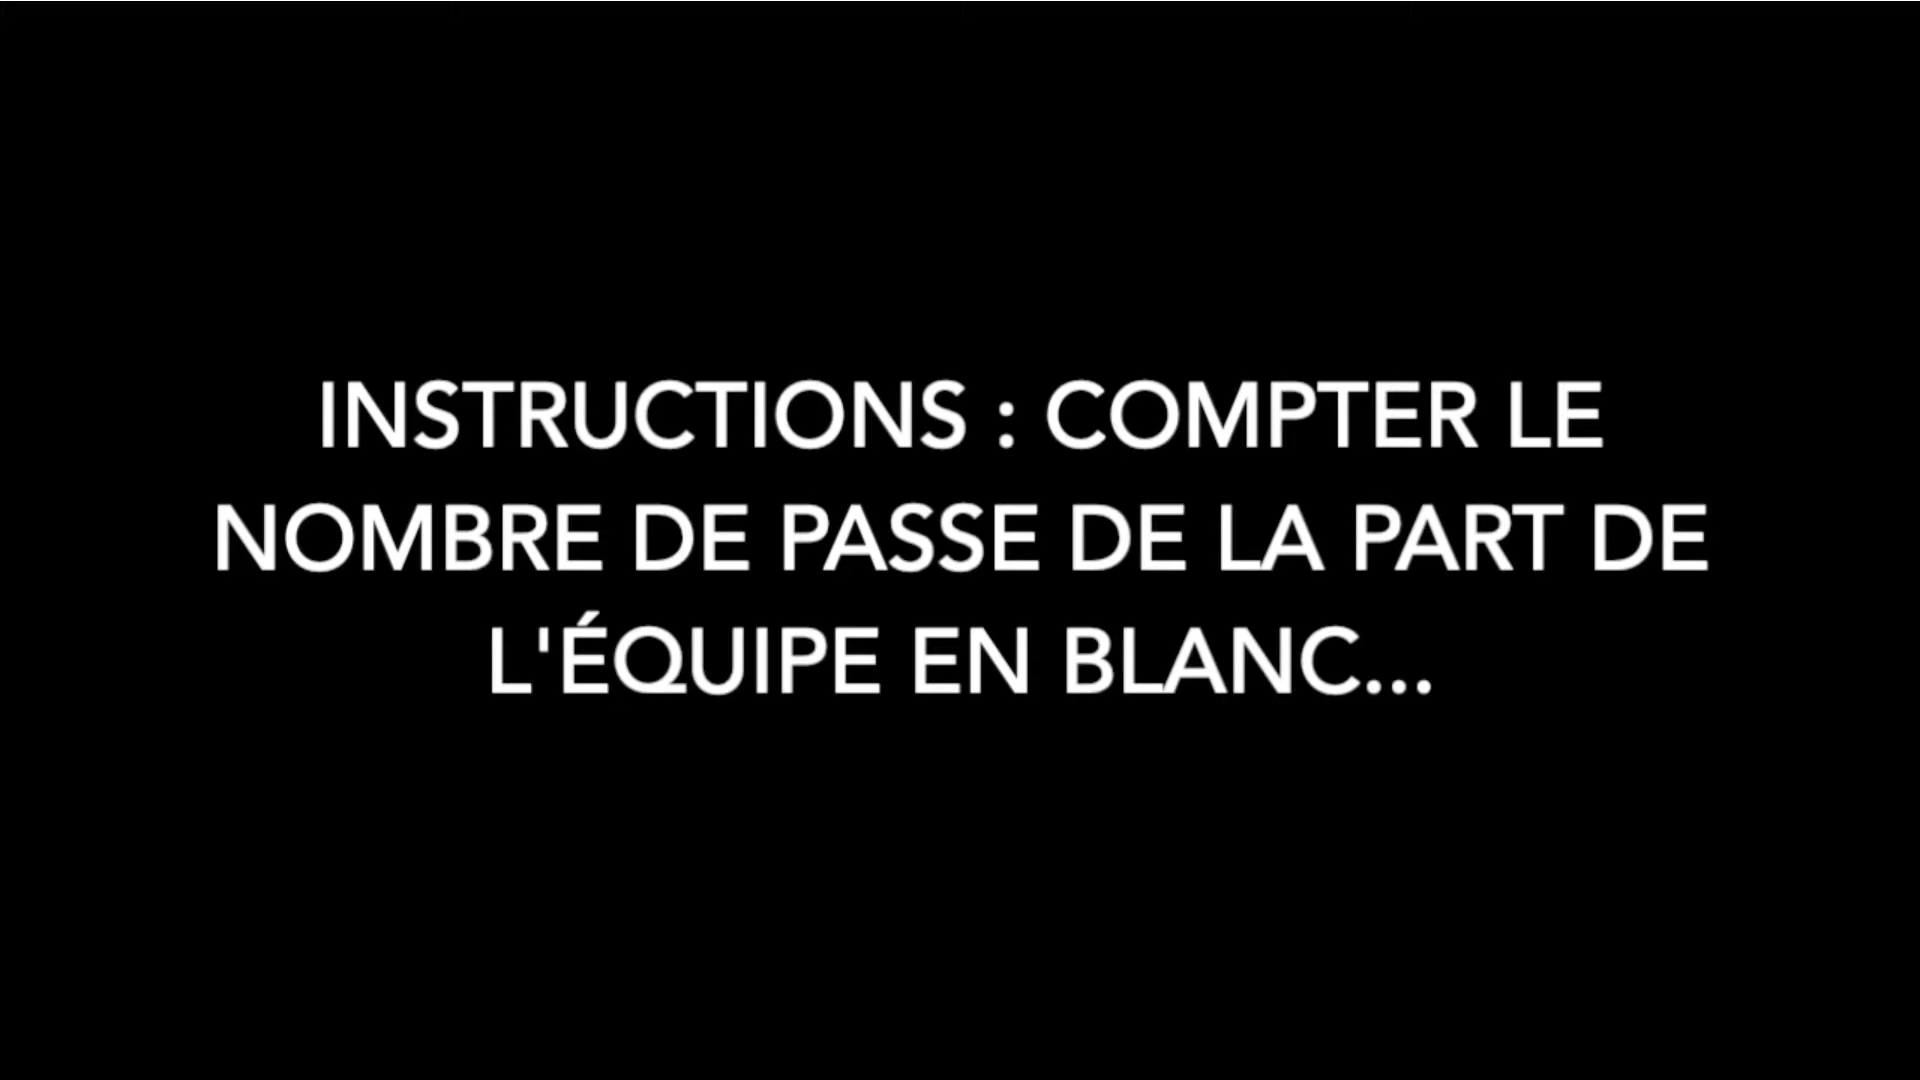 INSTRUCTIONS : COMPTER LE
NOMBRE DE PASSE DE LA PART DE
L'ÉQUIPE EN BLANC...